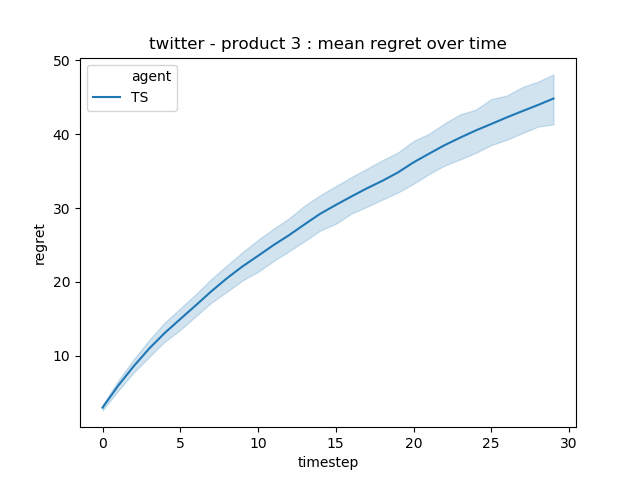 twitter - product 3 : mean regret over time
agent
TS
50
40
30
20
10
regret
0 5 10 15 20 25 30
timestep